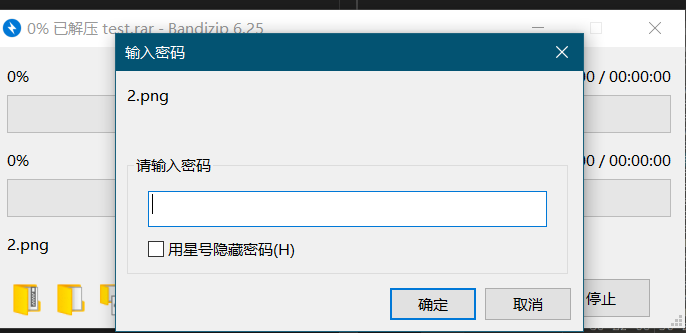 0% 已解压 test.rar - Bandizip 6.25
输入密码
0%
00 / 00:00:00
2.png
请输入密码
0%
00 / 00:00:00
2.png
用星号隐藏密码(H)
确定
取消
停止